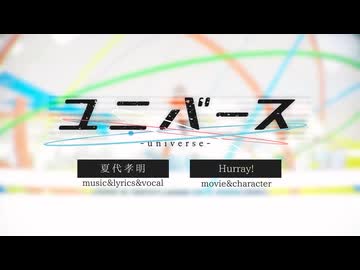 ユニバース
-universe-
夏代孝明 Hurray!
music&lyrics&vocal movie&character